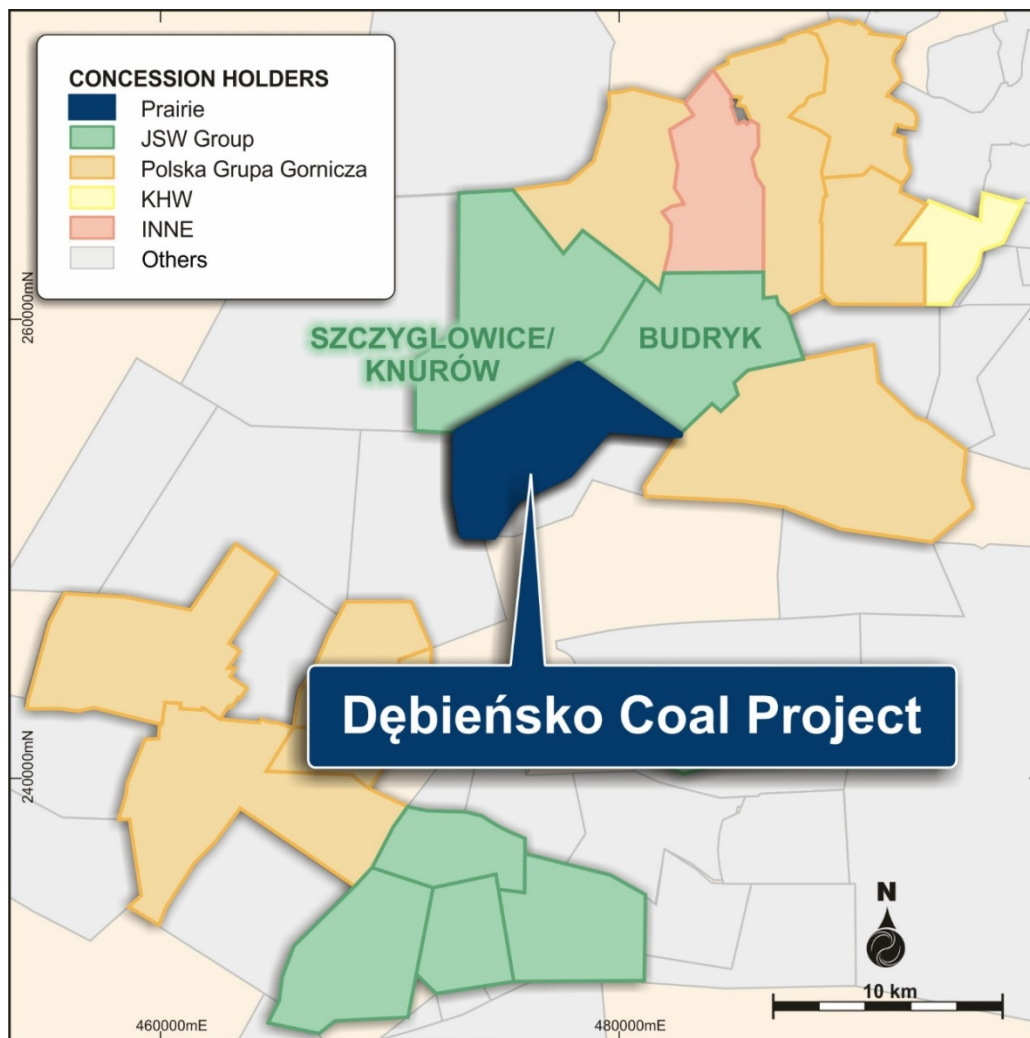 CONCESSION HOLDERS
Prairie
JSW Group
Polska Grupa Gornicza
KHW
INNE
Others
260000mN
SZCZYGLOWICE/
KNURÓW
BUDRYK
Dębieńsko Coal Project
240000mN
N
10 km
460000mE
480000mE